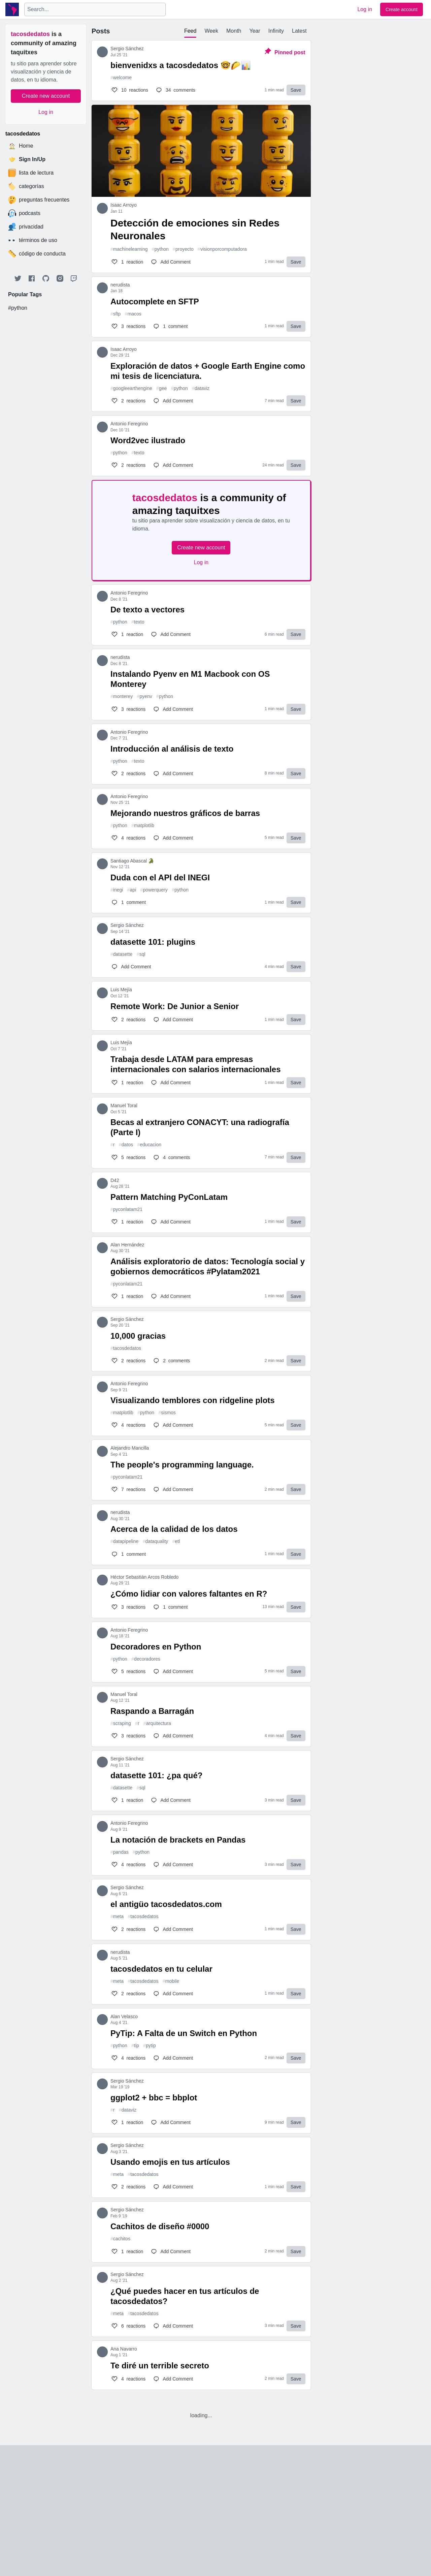 Search...
Log in
Create account
tacosdedatos is a
community of amazing
taquixes
tu sitio para aprender sobre
visualización y ciencia de
datos, en tu idioma.
Create new account
Log in
tacosdedatos
Home
Sign In/Up
lista de lectura
categorías
preguntas frecuentes
podcasts
privacidad
términos de uso
código de conducta
Popular Tags
#python
Posts
Feed Week Month Year Infinity Latest
Sergio Sánchez
Jul 25 '21
Pinned post
bienvenidxs a tacosdedatos 🤓🌮
#welcome
10 reactions 34 comments 1 min read Save
Isaac Arroyo
Jan 11
Detección de emociones sin Redes
Neuronales
#machinelearning #python #proyecto #visionporcomputadora
1 reaction Add Comment 5 min read Save
nerudista
Jan 16
Autocomplete en SFTP
#sftp #macos
3 reactions 1 comment 1 min read Save
Isaac Arroyo
Dec 28 '21
Exploración de datos + Google Earth Engine como
mi tesis de licenciatura.
#googleearthengine #gee #python #dataviz
2 reactions Add Comment 7 min read Save
Antonio Feregrino
Dec 10 '21
Word2vec ilustrado
#python #texto
2 reactions Add Comment 24 min read Save
tacosdedatos is a community of
amazing taquixes
tu sitio para aprender sobre visualización y ciencia de datos, en tu
idioma.
Create new account
Log in
Antonio Feregrino
Dec 8 '21
De texto a vectores
#python #texto
1 reaction Add Comment 6 min read Save
nerudista
Dec 8 '21
Instalando Pyenv en M1 Macbook con OS
Monterey
#monterey #pyenv #python
3 reactions Add Comment 1 min read Save
Antonio Feregrino
Dec 7 '21
Introducción al análisis de texto
#python #texto
2 reactions Add Comment 8 min read Save
Antonio Feregrino
Nov 28 '21
Mejorando nuestros gráficos de barras
#python #matplotlib
4 reactions Add Comment 5 min read Save
Santiago Abascal
Nov 12 '21
Duda con el API del INEGI
#inegi #api #powerquery #python
1 comment 1 min read Save
Sergio Sánchez
Sep 14 '21
datasette 101: plugins
#datasette #sql
Add Comment 4 min read Save
Luio Mejía
Oct 12 '21
Remote Work: De Junior a Senior
2 reactions Add Comment 1 min read Save
Luio Mejía
Oct 7 '21
Trabaja desde LATAM para empresas
internacionales con salarios internacionales
1 reaction Add Comment 1 min read Save
Manuel Toral
Oct 5 '21
Becas al extranjero CONACYT: una radiografía
(Parte I)
#r #datos #educacion
5 reactions 4 comments 7 min read Save
D42
Aug 28 '21
Pattern Matching PyConLatam
#pyconlatam21
1 reaction Add Comment 1 min read Save
Alan Hernández
Aug 30 '21
Análisis exploratorio de datos: Tecnología social y
gobiernos democráticos #Pylatam2021
#pyconlatam21
1 reaction Add Comment 1 min read Save
Sergio Sánchez
Sep 20 '21
10,000 gracias
#tacosdedatos
2 reactions 2 comments 2 min read Save
Antonio Feregrino
Sep 9 '21
Visualizando temblores con ridgeline plots
#matplotlib #python #sismos
4 reactions Add Comment 5 min read Save
Alejandro Mancilla
Sep 4 '21
The people's programming language.
#pyconlatam21
7 reactions Add Comment 2 min read Save
nerudista
Aug 30 '21
Acerca de la calidad de los datos
#datapipeline #dataquality #etl
1 comment 1 min read Save
Héctor Sebastián Arcos Robledo
Aug 20 '21
¿Cómo lidiar con valores faltantes en R?
3 reactions 1 comment 13 min read Save
Antonio Feregrino
Aug 18 '21
Decoradores en Python
#python #decoradores
5 reactions Add Comment 5 min read Save
Manuel Toral
Aug 12 '21
Raspando a Barragán
#scraping #r #arquitectura
3 reactions Add Comment 4 min read Save
Sergio Sánchez
Aug 11 '21
datasette 101: ¿pa qué?
#datasette #sql
1 reaction Add Comment 3 min read Save
Antonio Feregrino
Aug 9 '21
La notación de brackets en Pandas
#pandas #python
4 reactions Add Comment 3 min read Save
Sergio Sánchez
Aug 6 '21
el antigüo tacosdedatos.com
#meta #tacosdedatos
2 reactions Add Comment 1 min read Save
nerudista
Aug 5 '21
tacosdedatos en tu celular
#meta #tacosdedatos #mobile
2 reactions Add Comment 1 min read Save
Alan Velasco
Aug 4 '21
PyTip: A Falta de un Switch en Python
#python #tip #pytip
4 reactions Add Comment 2 min read Save
Sergio Sánchez
Mar 19 '19
ggplot2 + bbc = bbplot
#r #dataviz
1 reaction Add Comment 9 min read Save
Sergio Sánchez
Aug 3 '21
Usando emojis en tus artículos
#meta #tacosdedatos
2 reactions Add Comment 1 min read Save
Sergio Sánchez
Feb 9 '19
Cachitos de diseño #0000
#cachitos
1 reaction Add Comment 2 min read Save
Sergio Sánchez
Aug 2 '21
¿Qué puedes hacer en tus artículos de
tacosdedatos?
#meta #tacosdedatos
6 reactions Add Comment 3 min read Save
Ana Navarro
Aug 1 '21
Te diré un terrible secreto
4 reactions Add Comment 2 min read Save
loading...